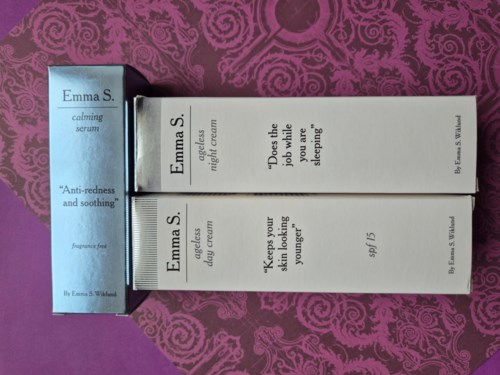 Emma S.
calming
serum
"Anti-redness
and soothing"
fragrance free
By Emma S. Wiklund
Emma S.
ageless
night cream
"Does the
job while
you are
sleeping"
By Emma S. Wiklund
Emma S.
ageless
day cream
"Keeps your
skin looking
younger"
spf 15
By Emma S. Wiklund